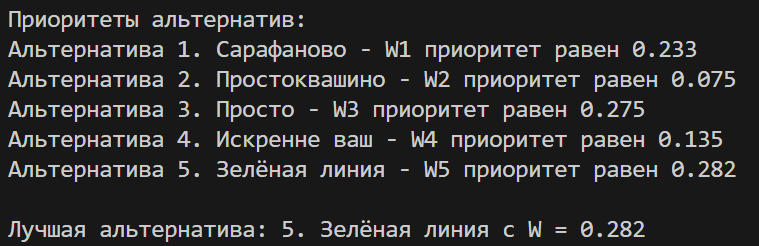 Приоритеты альтернатив:
Альтернатива 1. Сарафаново - W1 приоритет равен 0.233
Альтернатива 2. Простоквашино - W2 приоритет равен 0.075
Альтернатива 3. Просто - W3 приоритет равен 0.275
Альтернатива 4. Искренне ваш - W4 приоритет равен 0.135
Альтернатива 5. Зелёная линия - W5 приоритет равен 0.282
Лучшая альтернатива: 5. Зелёная линия с W = 0.282